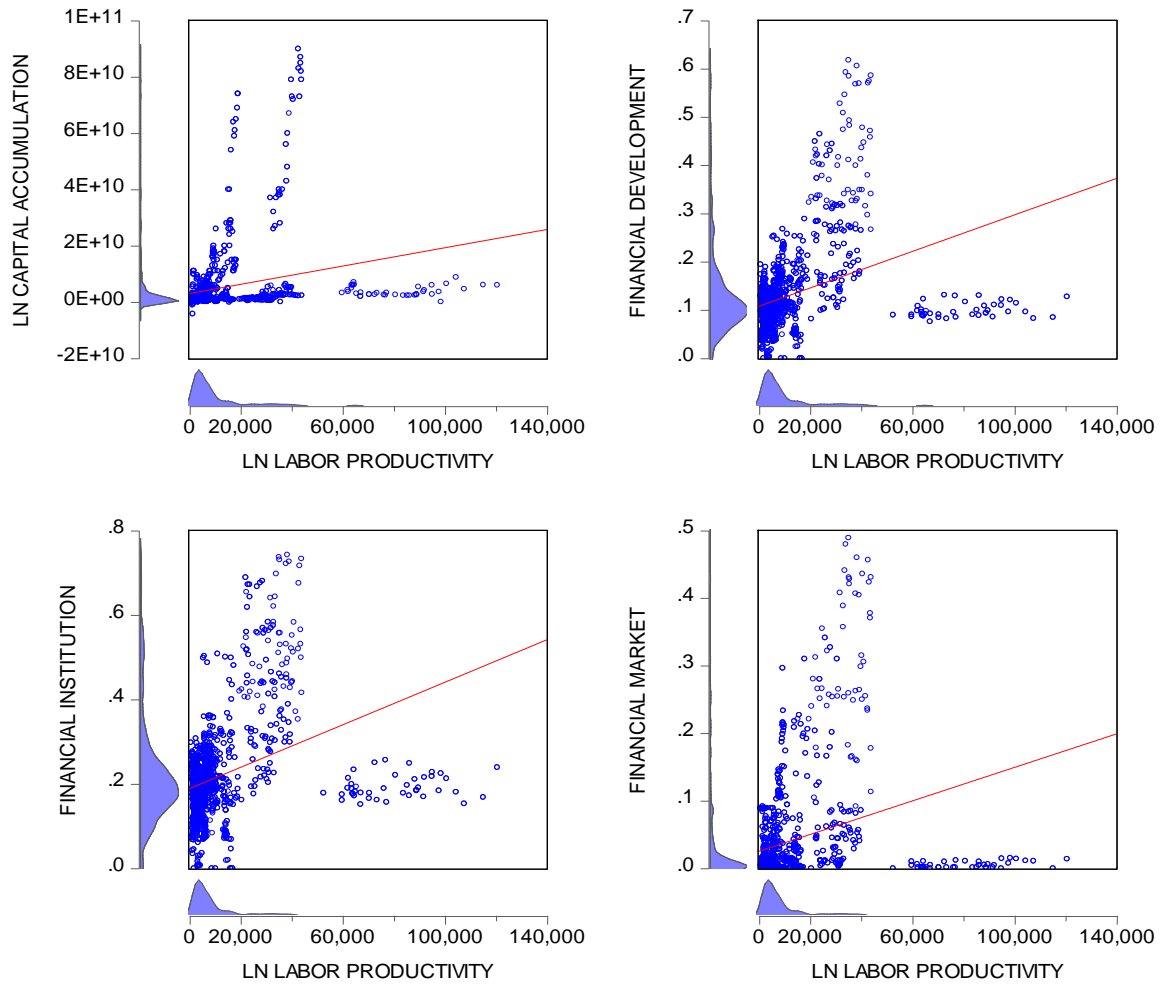 LN CAPITAL ACCUMULATION
1E+11
8E+10
6E+10
4E+10
2E+10
0E+00
-2E+10
0 20,000 60,000 100,000 140,000
LN LABOR PRODUCTIVITY
FINANCIAL DEVELOPMENT
.7
.6
.5
.4
.3
.2
.1
.0
0 20,000 60,000 100,000 140,000
LN LABOR PRODUCTIVITY
FINANCIAL INSTITUTION
.8
.6
.4
.2
.0
0 20,000 60,000 100,000 140,000
LN LABOR PRODUCTIVITY
FINANCIAL MARKET
.5
.4
.3
.2
.1
.0
0 20,000 60,000 100,000 140,000
LN LABOR PRODUCTIVITY